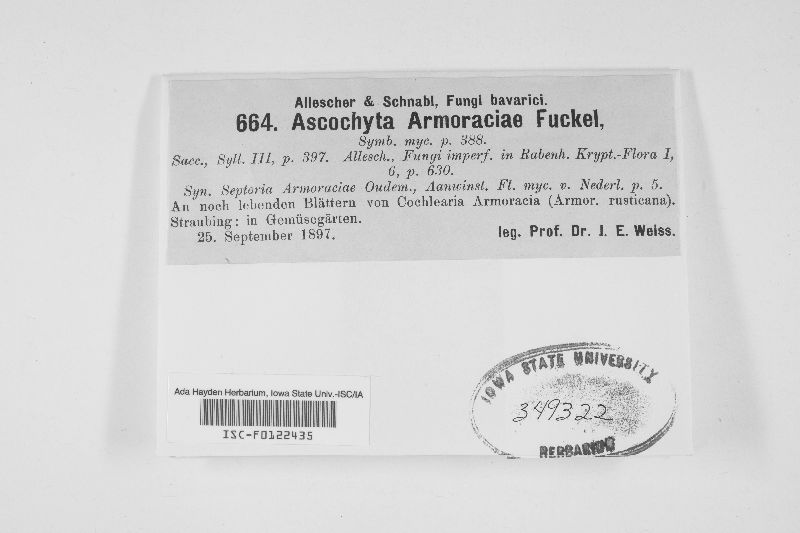 Allescher & Schnabl, Fungi bavarici.
664. Ascochyta Armoraciae Fuckel,
Symb. myc. p. 388.
Sacc., Syll. III, p. 397. Allesch., Fungi imperf. in Rabenh. Krypt.-Flora I,
6, p. 630.
Syn. Septoria Armoraciae Oudem., Aanwinst. Fl. myc. v. Nederl. p. 5.
An noch lebenden Blättern von Cochlearia Armoracia (Armor. rusticana).
Straubing: in Gemüsegärten.
25. September 1897.
leg. Prof. Dr. J. E. Weiss.
Ada Hayden Herbarium, Iowa State Univ.-ISC/IA
ISC-F0122435
IOWA STATE UNIVERSITY
349322
HERBARIUM